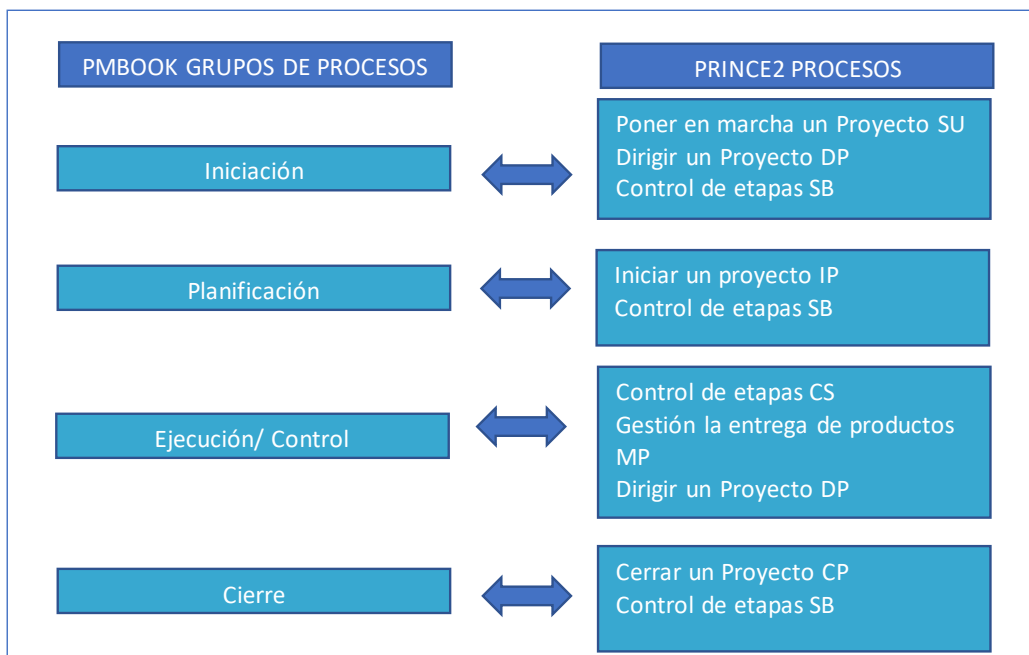 PMBOOK GRUPOS DE PROCESOS
PRINCE2 PROCESOS
Iniciación
Poner en marcha un Proyecto SU
Dirigir un Proyecto DP
Control de etapas SB
Planificación
Iniciar un proyecto IP
Control de etapas SB
Ejecución/ Control
Control de etapas CS
Gestión la entrega de productos
MP
Dirigir un Proyecto DP
Cierre
Cerrar un Proyecto CP
Control de etapas SB